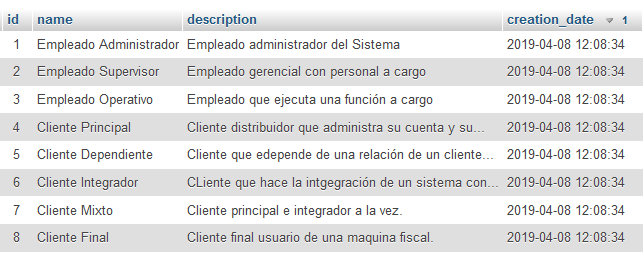 id name description creation_date 1
1 Empleado Administrador Empleado administrador del Sistema 2019-04-08 12:08:34
2 Empleado Supervisor Empleado gerencial con personal a cargo 2019-04-08 12:08:34
3 Empleado Operativo Empleado que ejecuta una función a cargo 2019-04-08 12:08:34
4 Cliente Principal Cliente distribuidor que administra su cuenta y su... 2019-04-08 12:08:34
5 Cliente Dependiente Cliente que edepende de una relación de un cliente... 2019-04-08 12:08:34
6 Cliente Integrador CLiente que hace la intgegración de un sistema con... 2019-04-08 12:08:34
7 Cliente Mixto Cliente principal e integrador a la vez. 2019-04-08 12:08:34
8 Cliente Final Cliente final usuario de una maquina fiscal. 2019-04-08 12:08:34